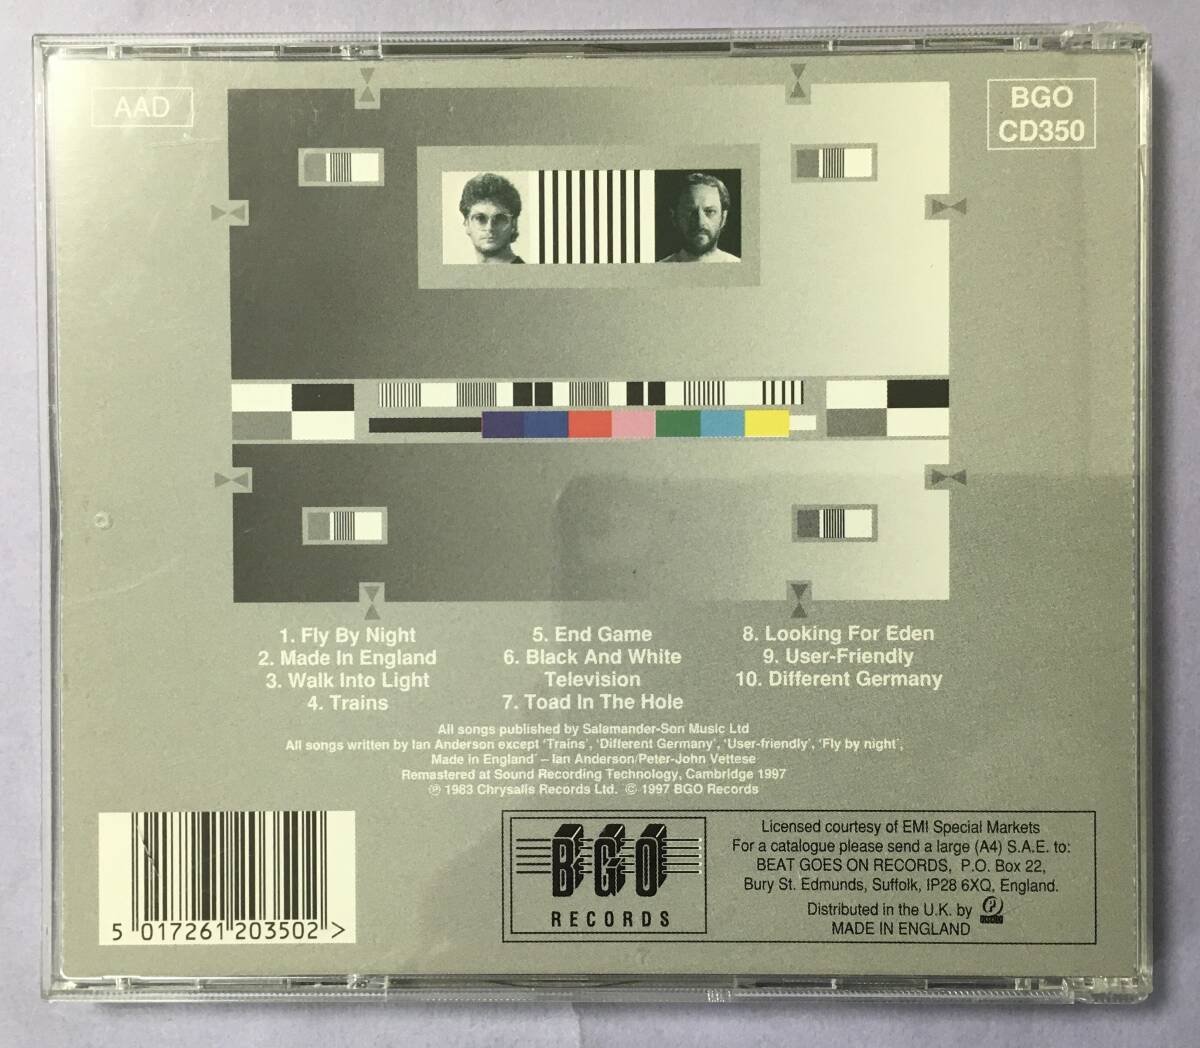 AAD
BGO
CD350
1. Fly By Night
2. Made In England
3. Walk Into Light
4. Trains
5. End Game
6. Black And White
Television
7. Toad In The Hole
8. Looking For Eden
9. User-Friendly
10. Different Germany
All songs published by Salamander-Son Music Ltd
All songs written by Ian Anderson except 'Trains', 'Different Germany', 'User-friendly', 'Fly by night',
Made in England' – Ian Anderson/Peter-John Vettese
Remastered at Sound Recording Technology, Cambridge 1997
℗ 1983 Chrysalis Records Ltd. © 1997 BGO Records
5 017261 203502 >
BGO
RECORDS
Licensed courtesy of EMI Special Markets
For a catalogue please send a large (A4) S.A.E. to:
BEAT GOES ON RECORDS, P.O. Box 22,
Bury St. Edmunds, Suffolk, IP28 6XQ, England.
Distributed in the U.K. by
MADE IN ENGLAND